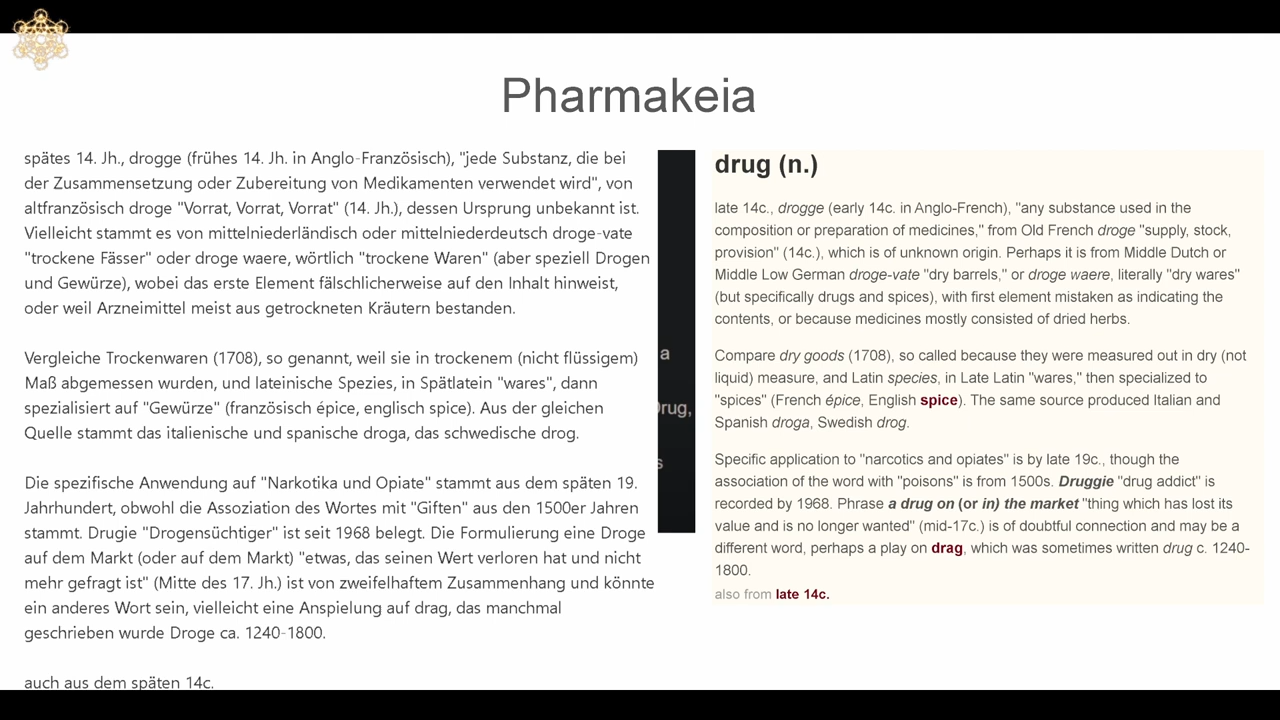 Pharmakeia
spätes 14. Jh., drogge (frühes 14. Jh. in Anglo-Französisch), "jede Substanz, die bei
der Zusammensetzung oder Zubereitung von Medikamenten verwendet wird", von
altfranzösisch droge "Vorrat, Vorrat, Vorrat" (14. Jh.), dessen Ursprung unbekannt ist.
Vielleicht stammt es von mittelniederländisch oder mittelniederdeutsch droge-vate
"trockene Fässer" oder droge waere, wörtlich "trockene Waren" (aber speziell Drogen
und Gewürze), wobei das erste Element fälschlicherweise auf den Inhalt hinweist,
oder weil Arzneimittel meist aus getrockneten Kräutern bestanden.
Vergleiche Trockenwaren (1708), so genannt, weil sie in trockenem (nicht flüssigem)
Maß abgemessen wurden, und lateinische Spezies, in Spätlatein "wares", dann
spezialisiert auf "Gewürze" (französisch épice, englisch spice). Aus der gleichen
Quelle stammt das italienische und spanische droga, das schwedische drog.
Die spezifische Anwendung auf "Narkotika und Opiate" stammt aus dem späten 19.
Jahrhundert, obwohl die Assoziation des Wortes mit "Giften" aus den 1500er Jahren
stammt. Drugie "Drogensüchtiger" ist seit 1968 belegt. Die Formulierung eine Droge
auf dem Markt (oder auf dem Markt) "etwas, das seinen Wert verloren hat und nicht
mehr gefragt ist" (Mitte des 17. Jh.) ist von zweifelhaftem Zusammenhang und könnte
ein anderes Wort sein, vielleicht eine Anspielung auf drag, das manchmal
geschrieben wurde Droge ca. 1240-1800.
auch aus dem späten 14c.
a
Drug,
s
drug (n.)
late 14c., drogge (early 14c. in Anglo-French), "any substance used in the
composition or preparation of medicines," from Old French droge "supply, stock,
provision" (14c.), which is of unknown origin. Perhaps it is from Middle Dutch or
Middle Low German droge-vate "dry barrels," or droge waere, literally "dry wares"
(but specifically drugs and spices), with first element mistaken as indicating the
contents, or because medicines mostly consisted of dried herbs.
Compare dry goods (1708), so called because they were measured out in dry (not
liquid) measure, and Latin species, in Late Latin "wares," then specialized to
"spices" (French épice, English spice). The same source produced Italian and
Spanish droga, Swedish drog.
Specific application to "narcotics and opiates" is by late 19c., though the
association of the word with "poisons" is from 1500s. Druggie "drug addict" is
recorded by 1968. Phrase a drug on (or in) the market "thing which has lost its
value and is no longer wanted" (mid-17c.) is of doubtful connection and may be a
different word, perhaps a play on drag, which was sometimes written drug c. 1240-
1800.
also from late 14c.